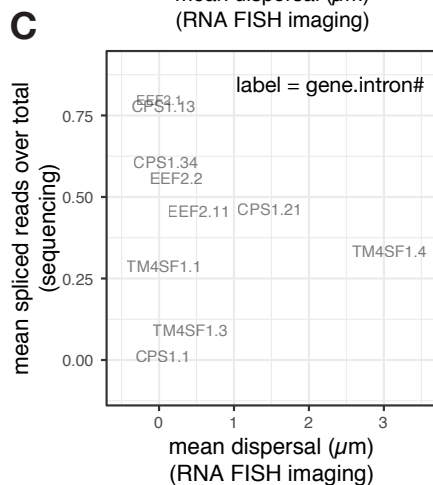 mean dispersal (µm)
(RNA FISH imaging)
C
label = gene.intron#
EEF2.1
CPS1.13
0.75
CPS1.34
EEF2.2
0.50
EEF2.11
CPS1.21
TM4SF1.4
TM4SF1.1
0.25
TM4SF1.3
CPS1.1
0.00
mean spliced reads over total
(sequencing)
0 1 2 3
mean dispersal (µm)
(RNA FISH imaging)